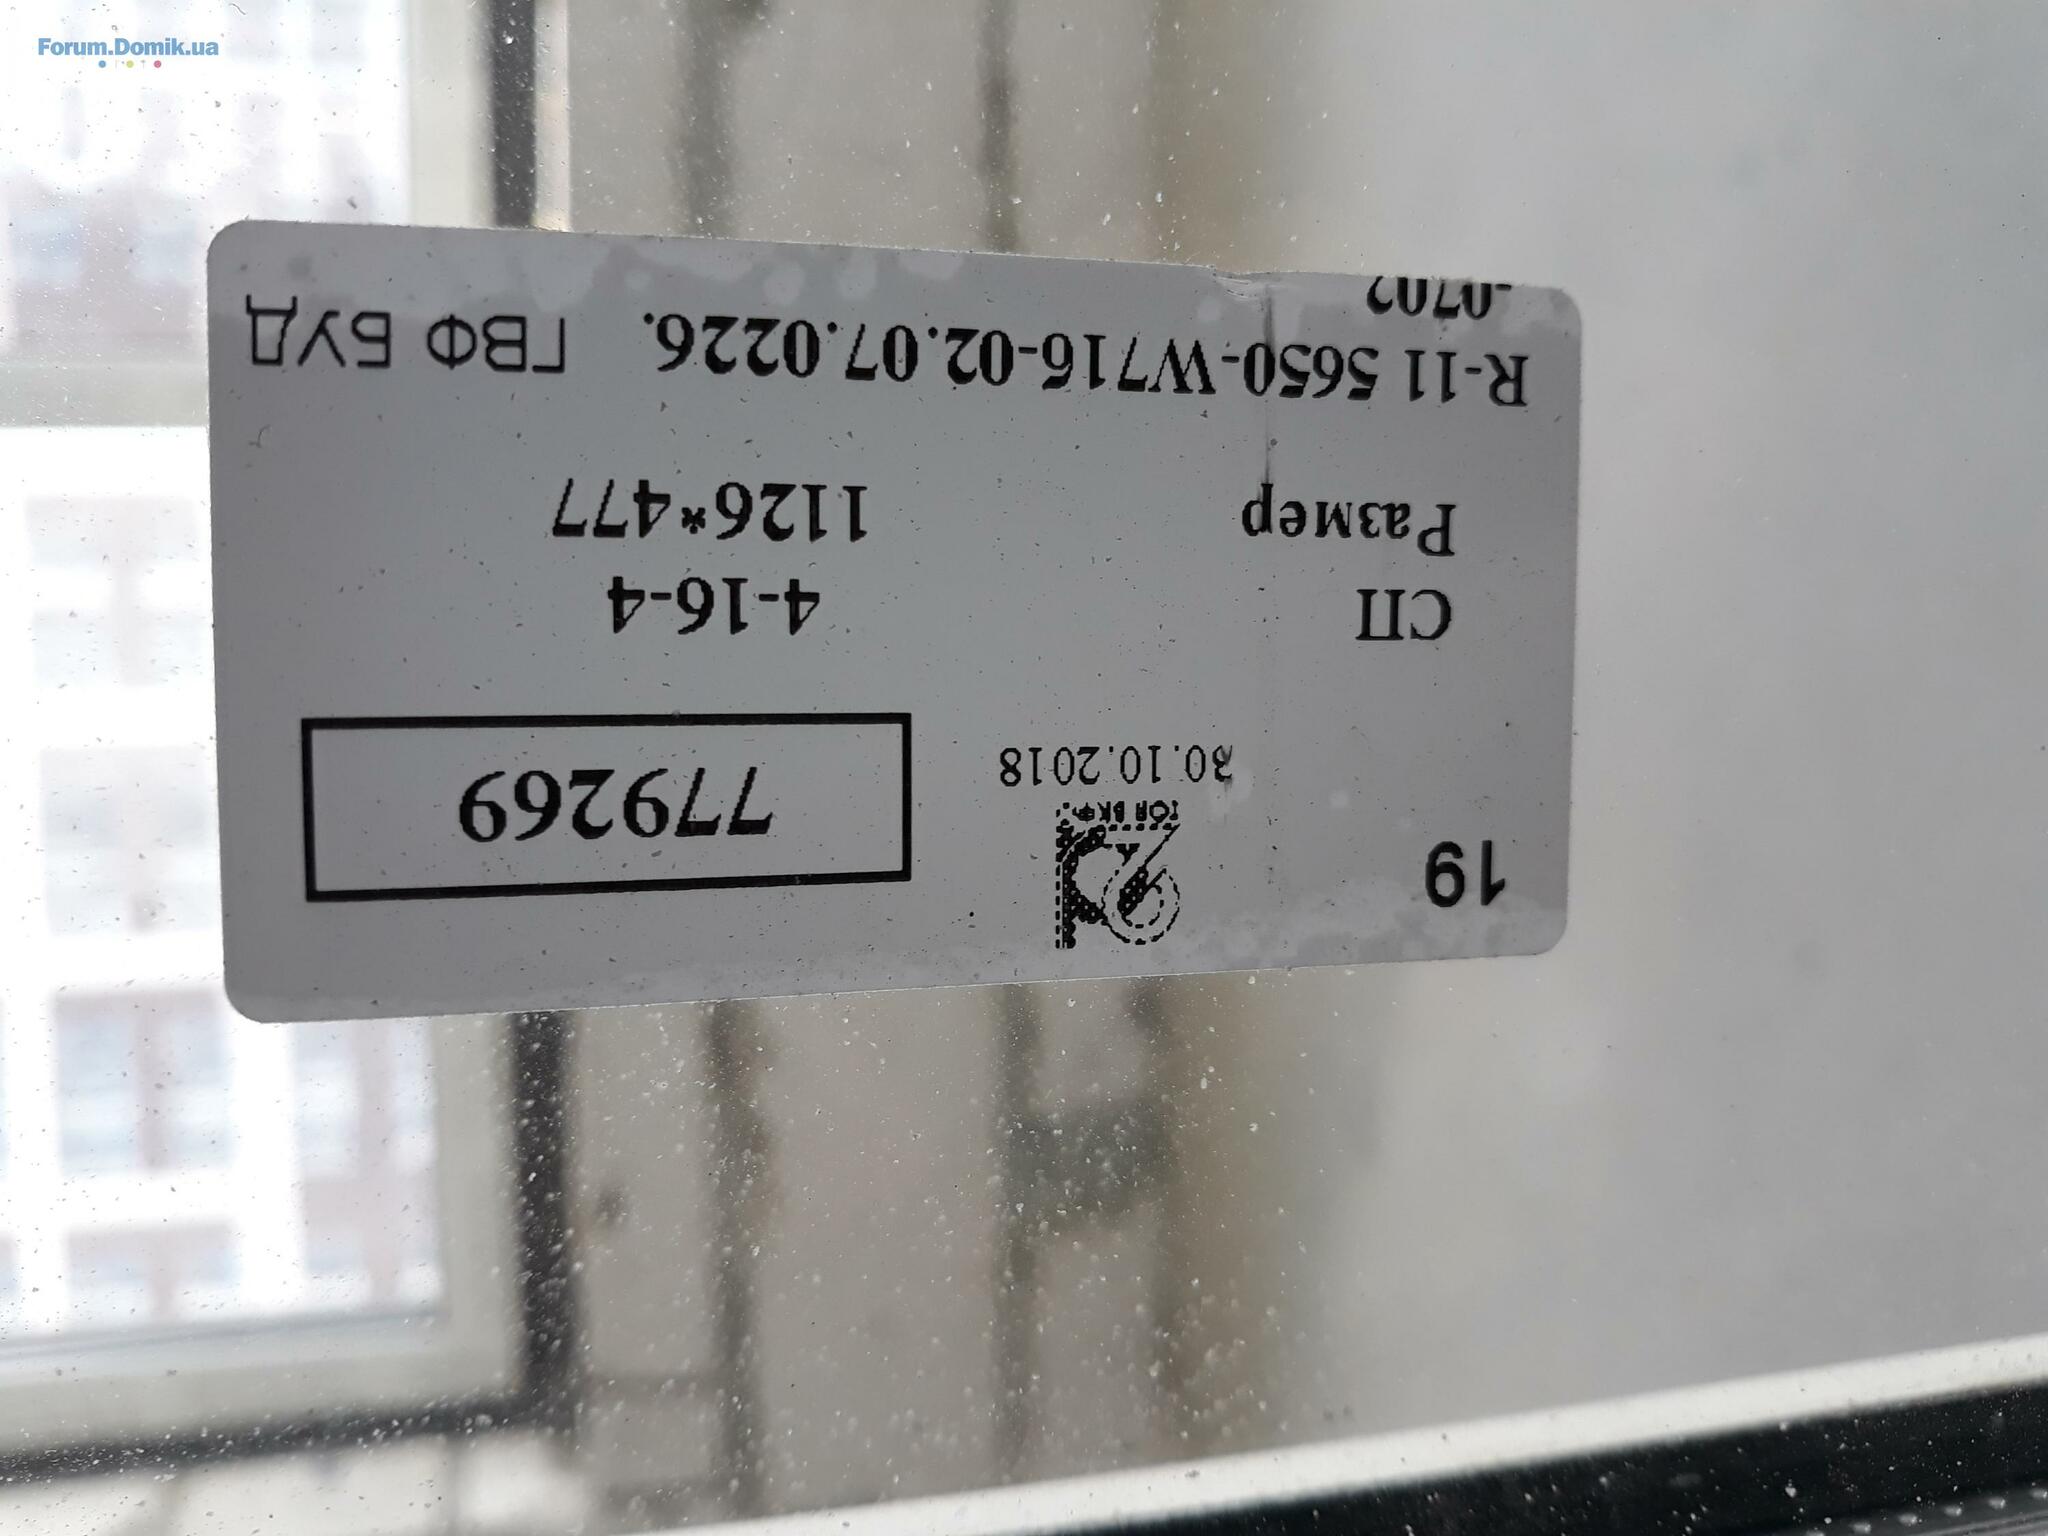 Forum.Domik.ua
19
30.10.2018
779269
СП 4-16-4
Размер 1126*477
R-11 5650-W716-02.07.0226. ГВФ БУД
-0702